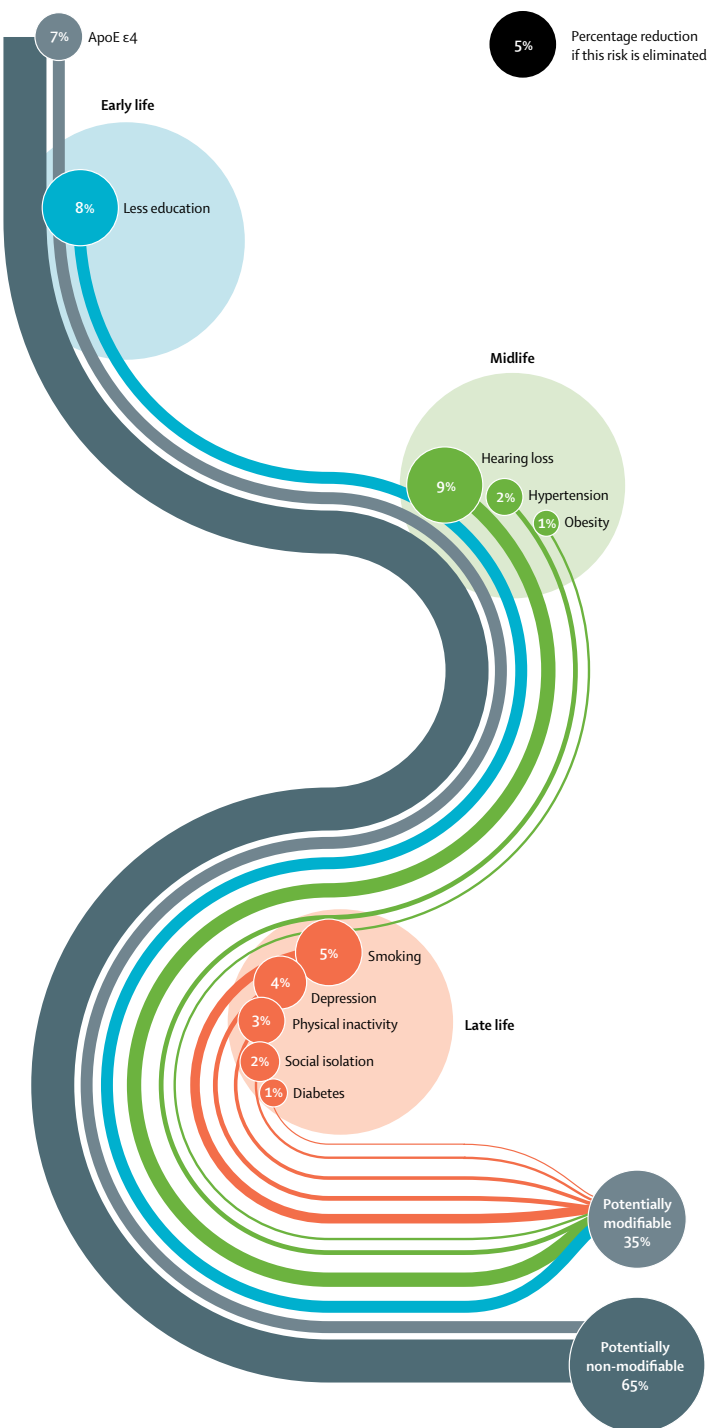 7%
ApoE ε4
5%
Percentage reduction
if this risk is eliminated
Early life
8%
Less education
Midlife
Hearing loss
9%
2%
Hypertension
1%
Obesity
5%
Smoking
4%
Depression
3%
Physical inactivity
Late life
2%
Social isolation
1%
Diabetes
Potentially
modifiable
35%
Potentially
non-modifiable
65%